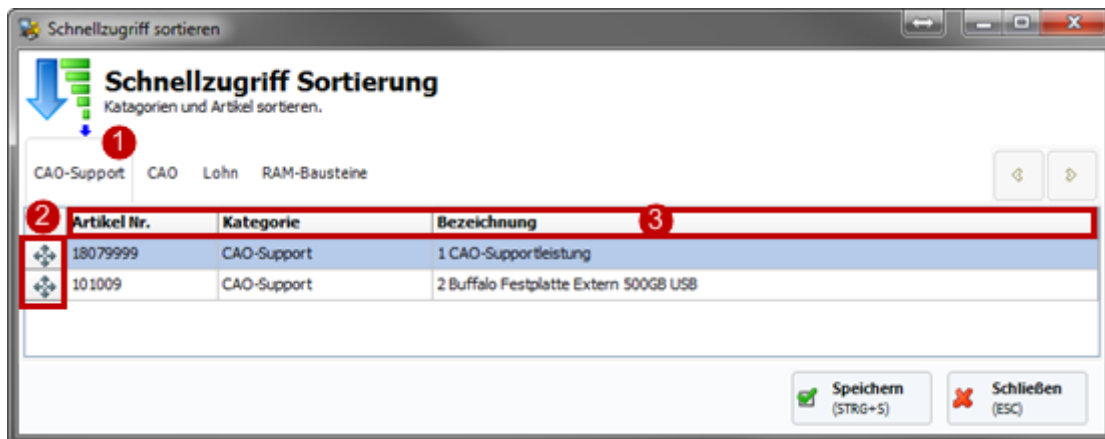 Schnellzugriff sortieren
Schnellzugriff Sortierung
Katagorien und Artikel sortieren.
1
CAO-Support CAO Lohn RAM-Bausteine
2 Artikel Nr. Kategorie Bezeichnung 3
18079999 CAO-Support 1 CAO-Supportleistung
101009 CAO-Support 2 Buffalo Festplatte Extern 500GB USB
Speichern Schließen
(STRG+S) (ESC)